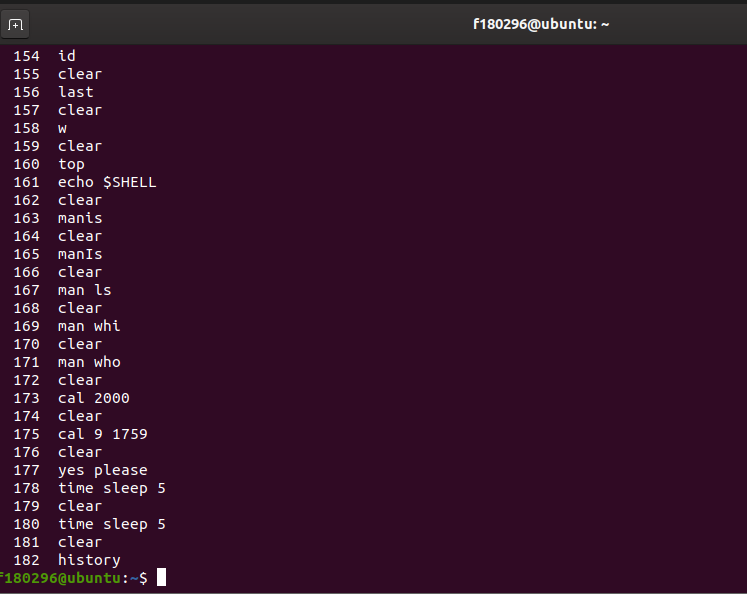 f180296@ubuntu: ~
154 id
155 clear
156 last
157 clear
158 w
159 clear
160 top
161 echo $SHELL
162 clear
163 manis
164 clear
165 manIs
166 clear
167 man ls
168 clear
169 man whi
170 clear
171 man who
172 clear
173 cal 2000
174 clear
175 cal 9 1759
176 clear
177 yes please
178 time sleep 5
179 clear
180 time sleep 5
181 clear
182 history
f180296@ubuntu:~$